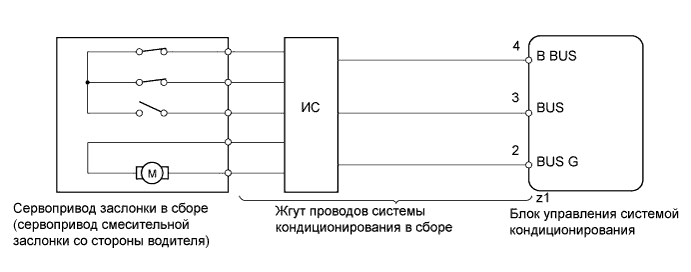 4
B BUS
ИС
3
BUS
2
BUS G
M
z1
Сервопривод заслонки в сборе
(сервопривод смесительной
заслонки со стороны водителя)
Жгут проводов системы
кондиционирования в сборе
Блок управления системой
кондиционирования